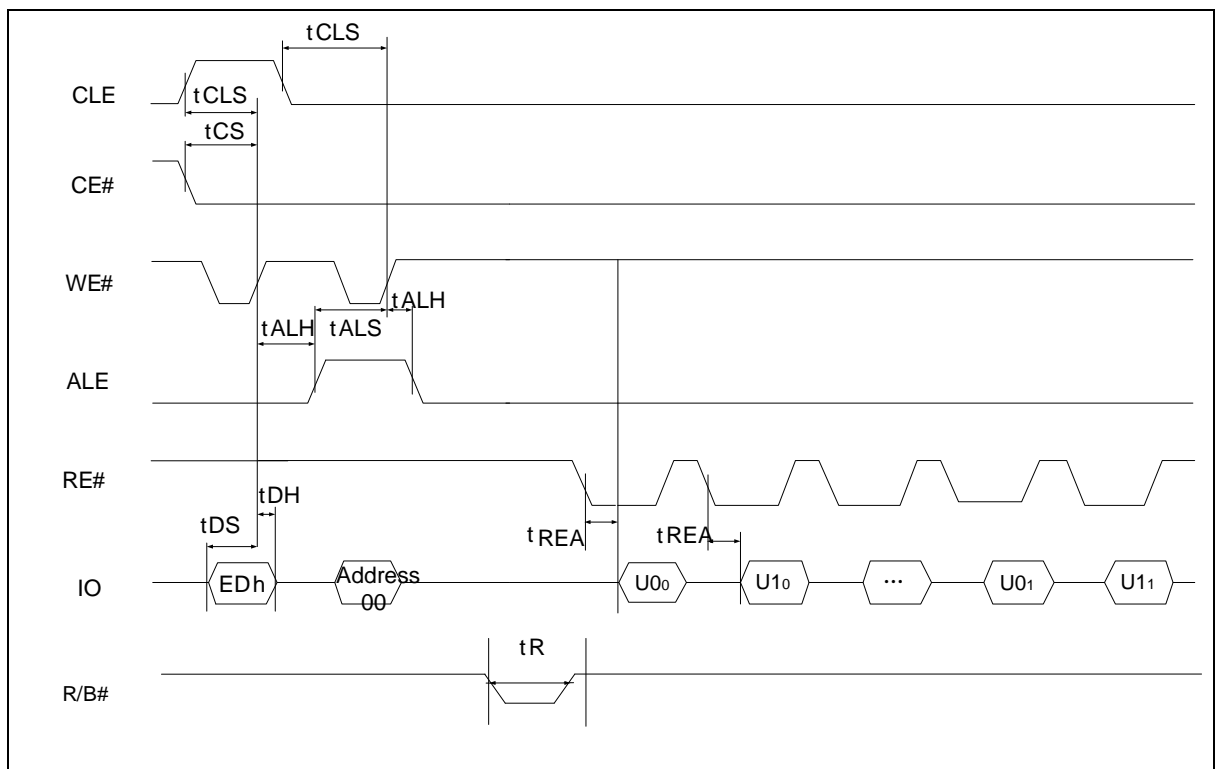 tCLS
CLE
tCLS
tCS
CE#
WE#
tALH
tALH tALS
ALE
RE#
tDH
tDS
tREA tREA
IO EDh Address 00 U0₀ U1₀ ... U0₁ U1₁
tR
R/B#